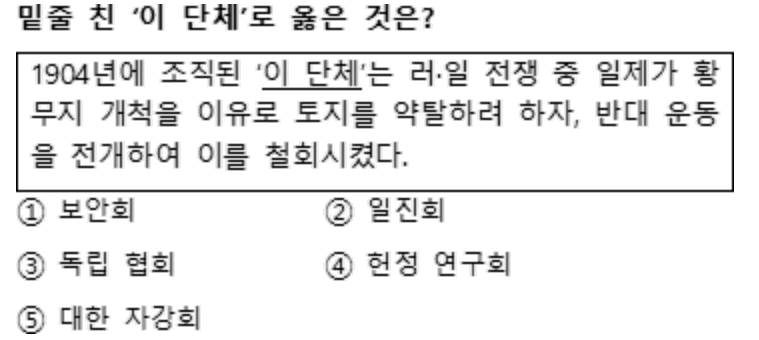 밑줄 친 '이 단체'로 옳은 것은?
1904년에 조직된 '이 단체'는 러·일 전쟁 중 일제가 황
무지 개척을 이유로 토지를 약탈하려 하자, 반대 운동
을 전개하여 이를 철회시켰다.
① 보안회 ② 일진회
③ 독립 협회 ④ 헌정 연구회
⑤ 대한 자강회